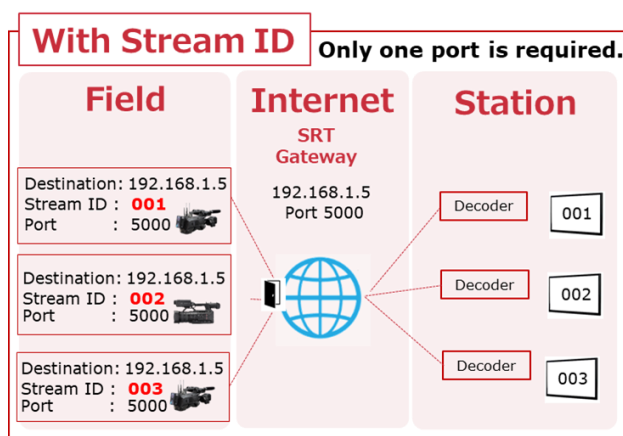 With Stream ID
Only one port is required.
Field
Destination: 192.168.1.5
Stream ID : 001
Port : 5000
Destination: 192.168.1.5
Stream ID : 002
Port : 5000
Destination: 192.168.1.5
Stream ID : 003
Port : 5000
Internet
SRT
Gateway
192.168.1.5
Port 5000
Station
Decoder
001
Decoder
002
Decoder
003